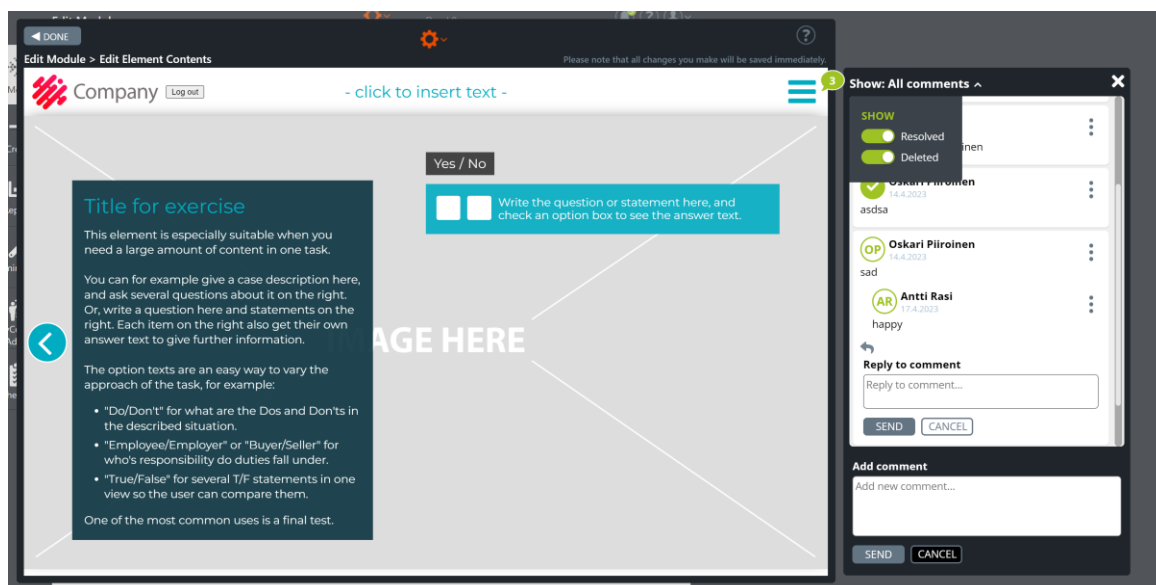 DONE
Edit Module > Edit Element Contents
Please note that all changes you make will be saved immediately.
Company
Log out
- click to insert text -
Yes / No
Write the question or statement here, and
check an option box to see the answer text.
Title for exercise
This element is especially suitable when you
need a large amount of content in one task.
You can for example give a case description here,
and ask several questions about it on the right.
Or, write a question here and statements on the
right. Each item on the right also get their own
answer text to give further information.
The option texts are an easy way to vary the
approach of the task, for example:
• "Do/Don't" for what are the Dos and Don'ts in
the described situation.
• "Employee/Employer" or "Buyer/Seller" for
who's responsibility do duties fall under.
• "True/False" for several T/F statements in one
view so the user can compare them.
One of the most common uses is a final test.
IMAGE HERE
3
Show: All comments
SHOW
Resolved
Deleted
inen
Oskari Piiroinen
14.4.2023
asdsa
OP
Oskari Piiroinen
14.4.2023
sad
AR
Antti Rasi
17.4.2023
happy
Reply to comment
Reply to comment...
SEND
CANCEL
Add comment
Add new comment...
SEND
CANCEL